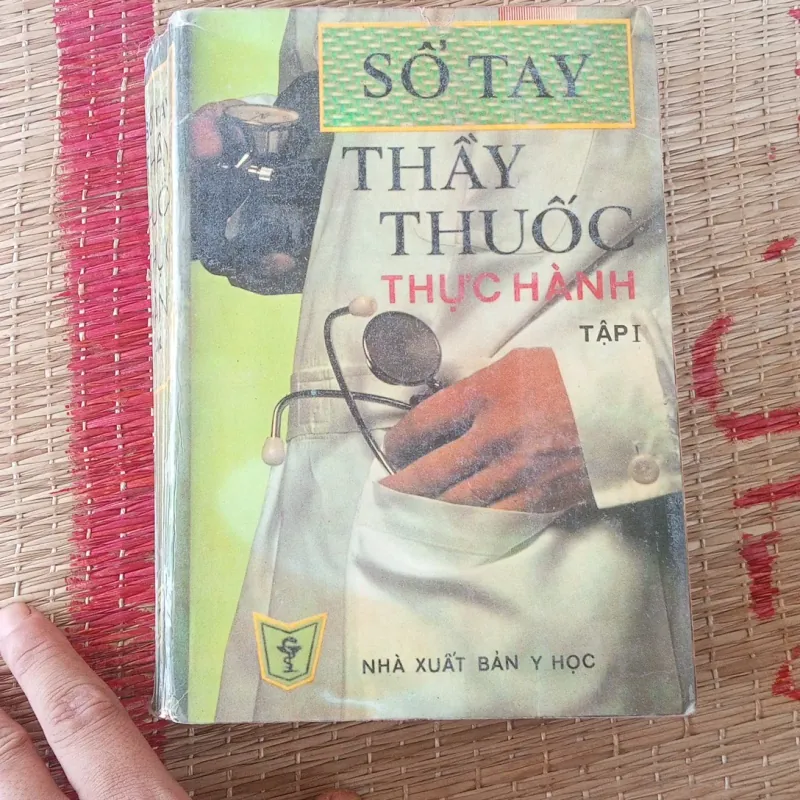 SỔ TAY
THẦY
THUỐC
THỰC HÀNH
TẬP I
NHÀ XUẤT BẢN Y HỌC